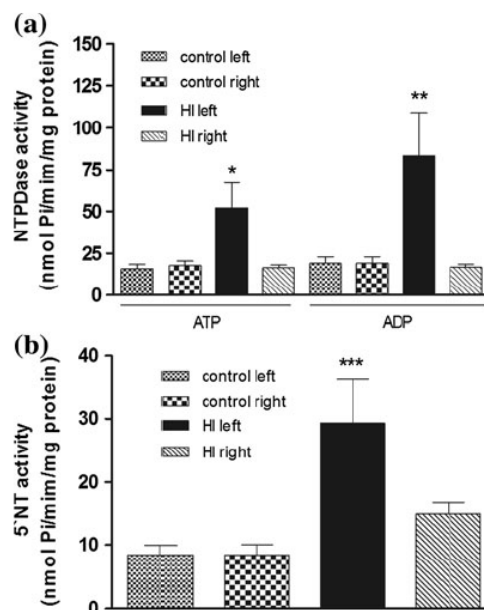 (a)
150
125
100
75
50
25
0
NTPDase activity
(nmol Pi/mim/mg protein)
control left
control right
HI left
HI right
*
**
ATP
ADP
(b)
40
30
20
10
0
5`NT activity
(nmol Pi/mim/mg protein)
control left
control right
HI left
HI right
***